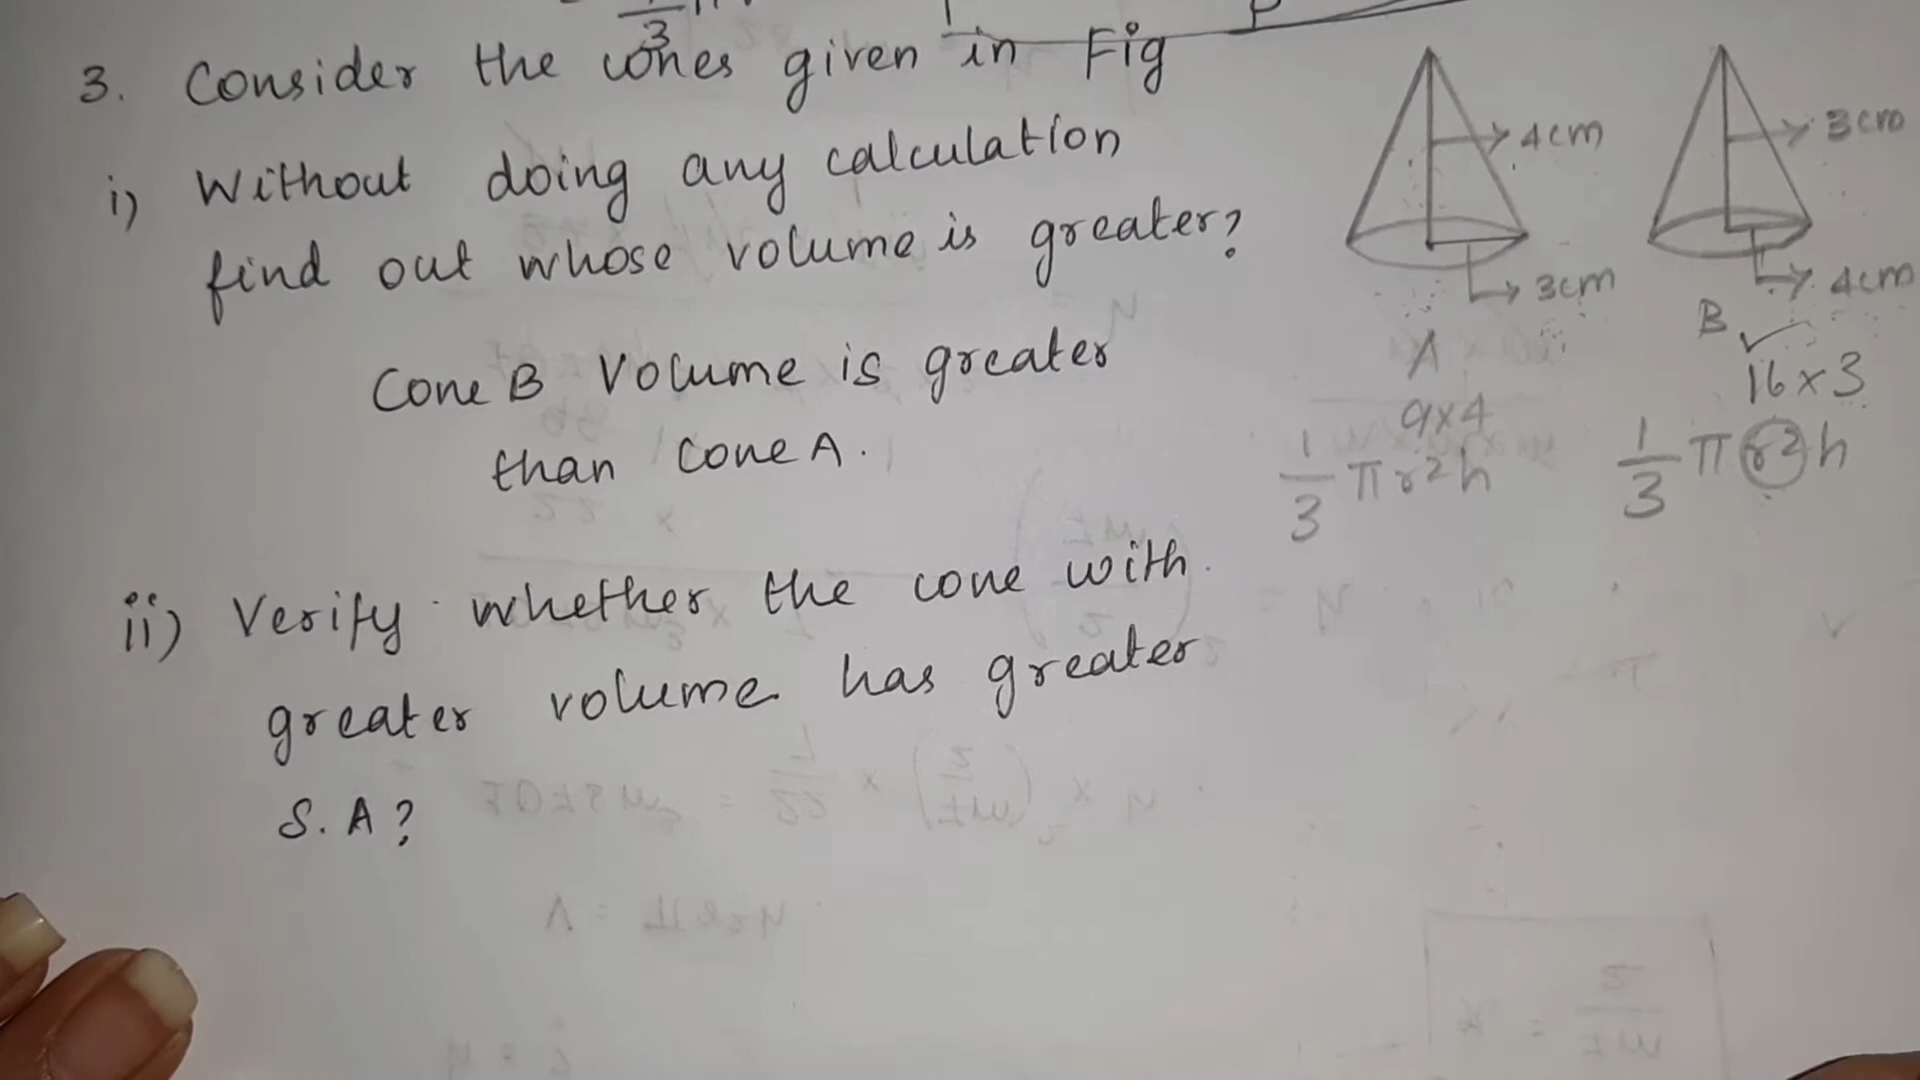 3. Consider the cones given in Fig
i) Without doing any calculation
find out whose volume is greater?
Cone B Volume is greater
than Cone A.
ii) Verify whether the cone with
greater volume has greater
S.A?
4cm
3cm
A
9x4
1/3 πr2h
3cm
4cm
B ✓
16x3
1/3 πr2h